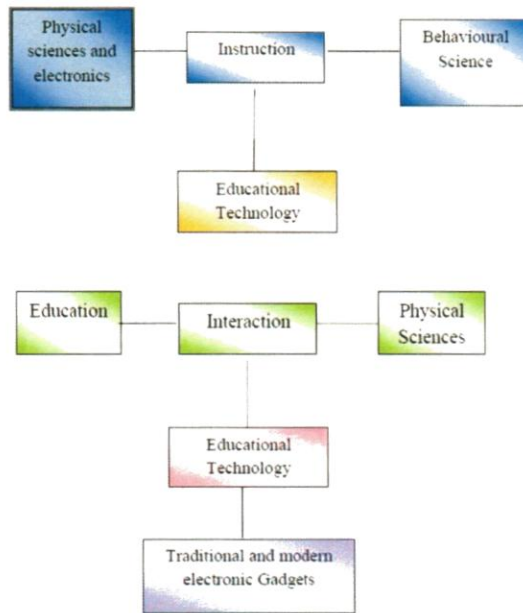 Physical
sciences and
electronics
Instruction
Behavioural
Science
Educational
Technology
Education
Interaction
Physical
Sciences
Educational
Technology
Traditional and modern
electronic Gadgets